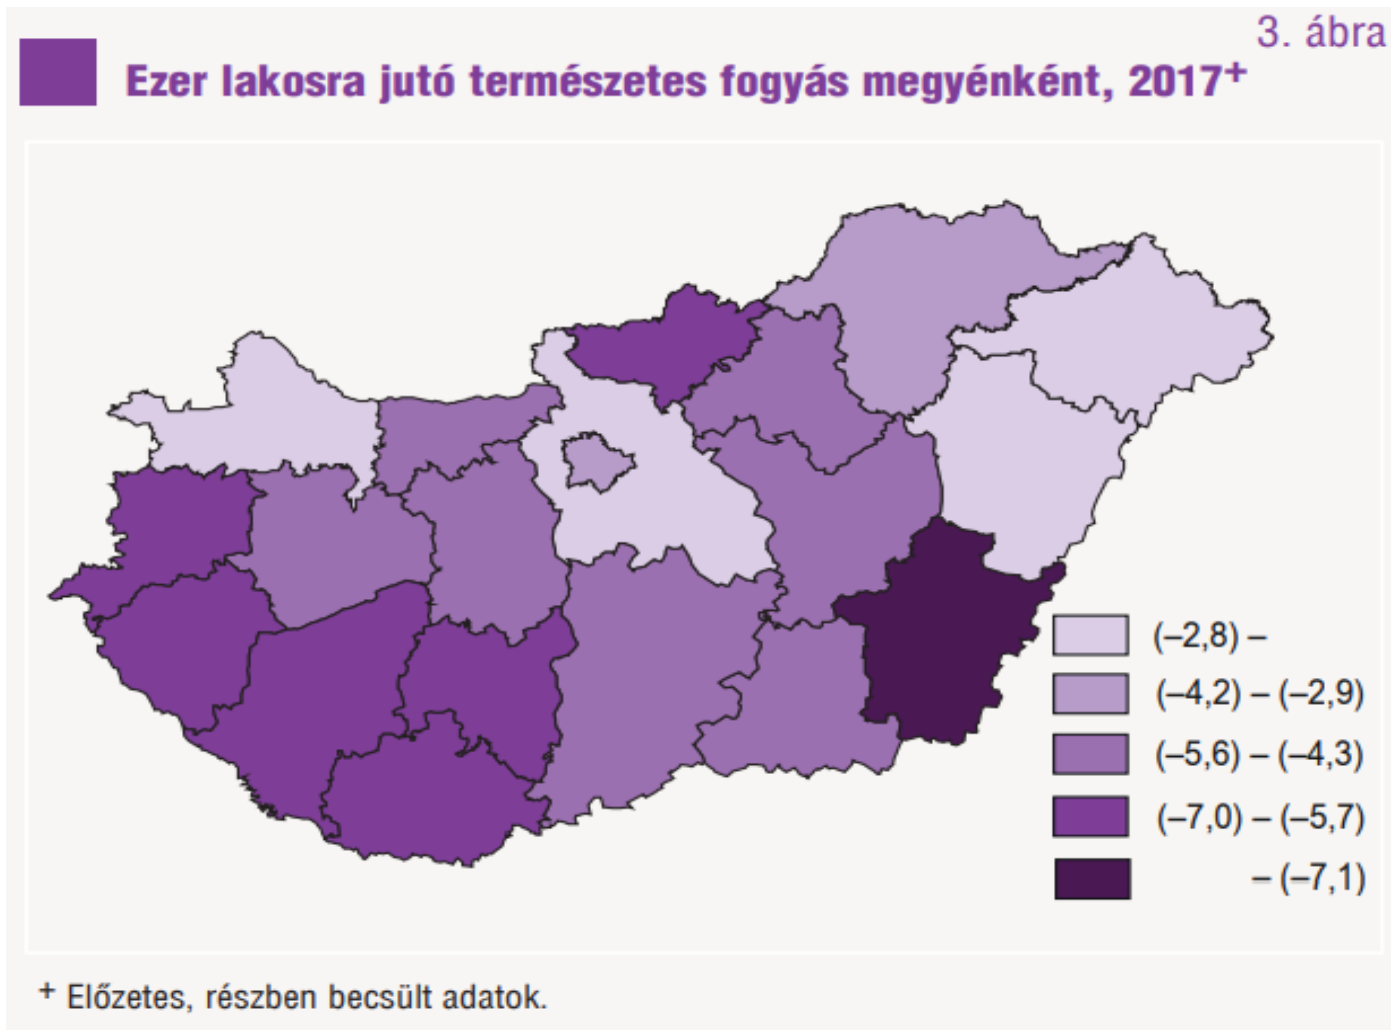 3. ábra
Ezer lakosra jutó természetes fogyás megyénként, 2017+
(–2,8) –
(–4,2) – (–2,9)
(–5,6) – (–4,3)
(–7,0) – (–5,7)
– (–7,1)
+ Előzetes, részben becsült adatok.